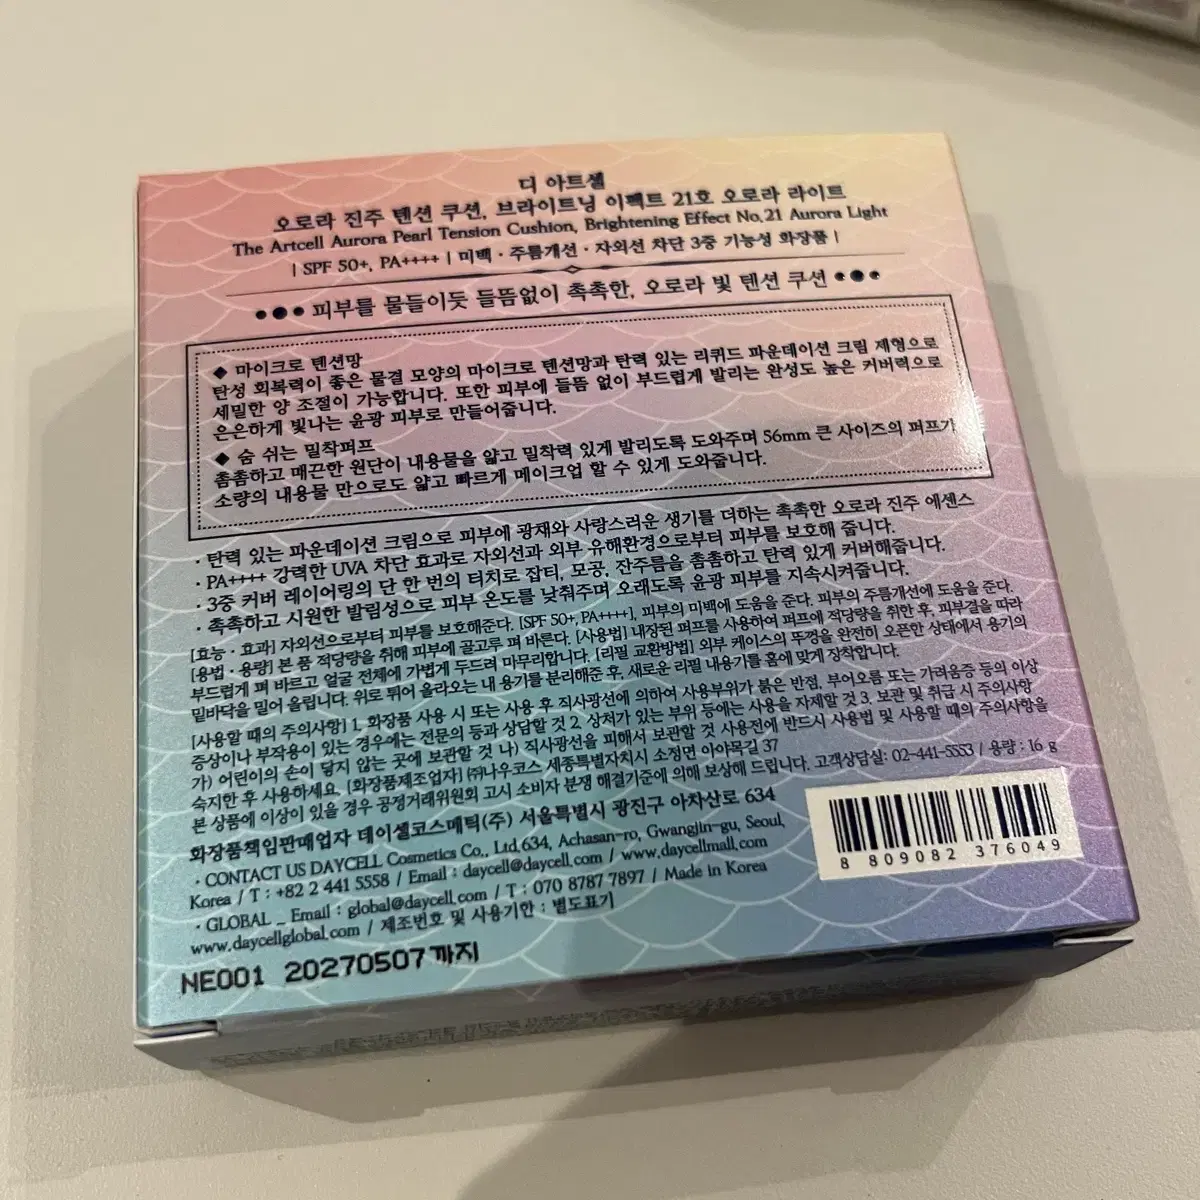 디 아트셀
오로라 진주 텐션 쿠션, 브라이트닝 이펙트 21호 오로라 라이트
The Artcell Aurora Pearl Tension Cushion, Brightening Effect No.21 Aurora Light
| SPF 50+, PA++++ | 미백 · 주름개선 · 자외선 차단 3중 기능성 화장품 |
피부를 물들이듯 들뜸없이 촉촉한, 오로라 빛 텐션 쿠션
◆ 마이크로 텐션망
탄성 회복력이 좋은 물결 모양의 마이크로 텐션망과 탄력 있는 리퀴드 파운데이션 크림 제형으로
세밀한 양 조절이 가능합니다. 또한 피부에 들뜸 없이 부드럽게 발리는 완성도 높은 커버력으로
은은하게 빛나는 윤광 피부로 만들어줍니다.
◆ 숨 쉬는 밀착퍼프
촘촘하고 매끈한 원단이 내용물을 얇고 밀착력 있게 발리도록 도와주며 56mm 큰 사이즈의 퍼프가
소량의 내용물 만으로도 얇고 빠르게 메이크업 할 수 있게 도와줍니다.
· 탄력 있는 파운데이션 크림으로 피부에 광채와 사랑스러운 생기를 더하는 촉촉한 오로라 진주 에센스
· PA++++ 강력한 UVA 차단 효과로 자외선과 외부 유해환경으로부터 피부를 보호해 줍니다.
· 3중 커버 레이어링의 단 한 번의 터치로 잡티, 모공, 잔주름을 촘촘하고 탄력 있게 커버해줍니다.
· 촉촉하고 시원한 발림성으로 피부 온도를 낮춰주며 오래도록 윤광 피부를 지속시켜줍니다.
[효능 · 효과] 자외선으로부터 피부를 보호해준다. [SPF 50+, PA++++], 피부의 미백에 도움을 준다. 피부의 주름개선에 도움을 준다.
[용법 · 용량] 본 품 적당량을 취해 피부에 골고루 펴 바른다. [사용법] 내장된 퍼프를 사용하여 퍼프에 적당량을 취한 후, 피부결을 따라
부드럽게 펴 바르고 얼굴 전체에 가볍게 두드려 마무리합니다. [리필 교환방법] 외부 케이스의 뚜껑을 완전히 오픈한 상태에서 용기의
밑바닥을 밀어 올립니다. 위로 튀어 올라오는 내 용기를 분리해준 후, 새로운 리필 내용기를 홈에 맞게 장착합니다.
[사용할 때의 주의사항] 1. 화장품 사용 시 또는 사용 후 직사광선에 의하여 사용부위가 붉은 반점, 부어오름 또는 가려움증 등의 이상
증상이나 부작용이 있는 경우에는 전문의 등과 상담할 것 2. 상처가 있는 부위 등에는 사용을 자제할 것 3. 보관 및 취급 시 주의사항
가) 어린이의 손이 닿지 않는 곳에 보관할 것 나) 직사광선을 피해서 보관할 것 사용전에 반드시 사용법 및 사용할 때의 주의사항을
숙지한 후 사용하세요. [화장품제조업자] ㈜나우코스 세종특별자치시 소정면 아야목길 37
본 상품에 이상이 있을 경우 공정거래위원회 고시 소비자 분쟁 해결기준에 의해 보상해 드립니다. 고객상담실: 02-441-5553 / 용량 : 16 g
화장품책임판매업자 데이셀코스메틱(주) 서울특별시 광진구 아차산로 634
· CONTACT US DAYCELL Cosmetics Co., Ltd 634, Achasan-ro, Gwangjin-gu, Seoul,
Korea / T : +82 2 441 5558 / Email : daycell@daycell.com / www.daycellmall.com
· GLOBAL _ Email : global@daycell.com / T : 070 8787 7897 / Made in Korea
www.daycellglobal.com / 제조번호 및 사용기한 : 별도표기
8 809082 376049
NE001 20270507까지